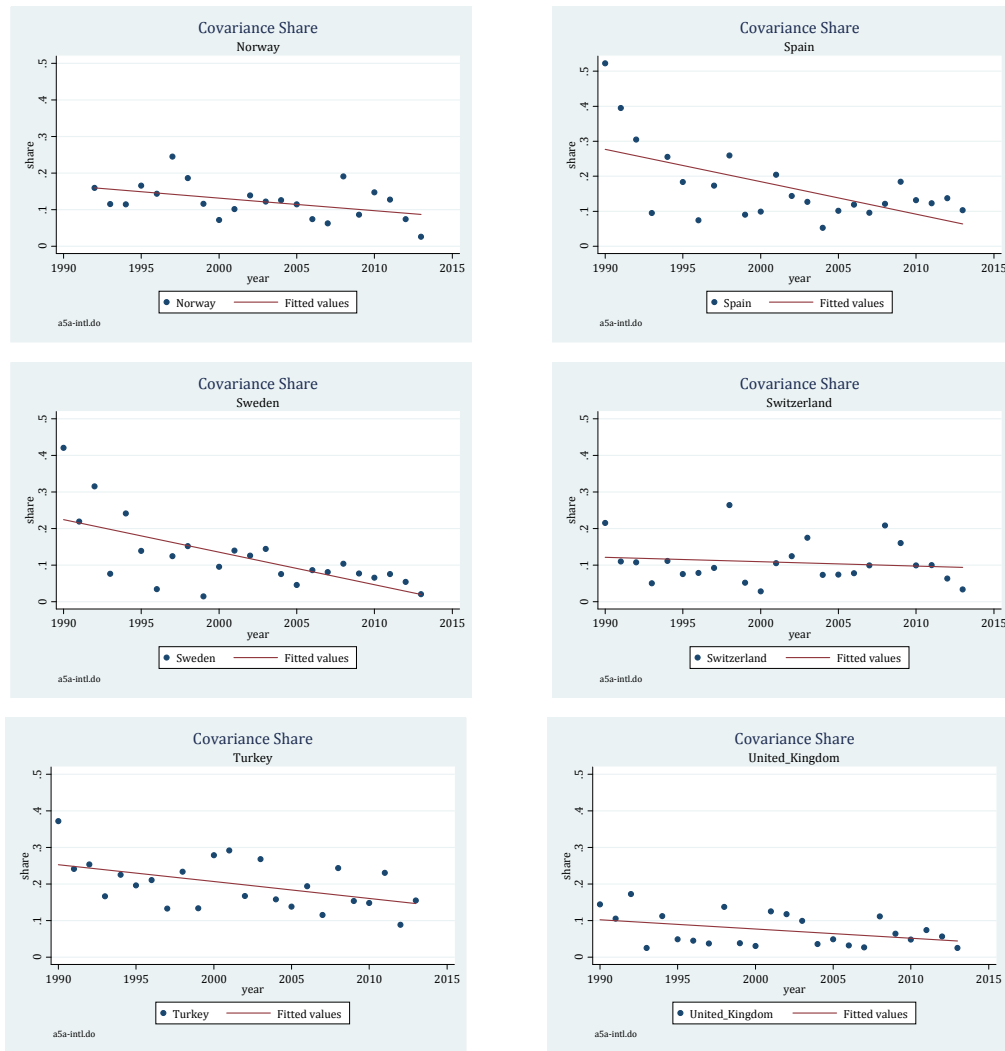 Covariance Share
Norway
.5
.4
.3
.2
.1
0
share
1990 1995 2000 2005 2010 2015
year
Norway Fitted values
a5a-intl.do
Covariance Share
Spain
.5
.4
.3
.2
.1
0
share
1990 1995 2000 2005 2010 2015
year
Spain Fitted values
a5a-intl.do
Covariance Share
Sweden
.5
.4
.3
.2
.1
0
share
1990 1995 2000 2005 2010 2015
year
Sweden Fitted values
a5a-intl.do
Covariance Share
Switzerland
.5
.4
.3
.2
.1
0
share
1990 1995 2000 2005 2010 2015
year
Switzerland Fitted values
a5a-intl.do
Covariance Share
Turkey
.5
.4
.3
.2
.1
0
share
1990 1995 2000 2005 2010 2015
year
Turkey Fitted values
a5a-intl.do
Covariance Share
United_Kingdom
.5
.4
.3
.2
.1
0
share
1990 1995 2000 2005 2010 2015
year
United_Kingdom Fitted values
a5a-intl.do